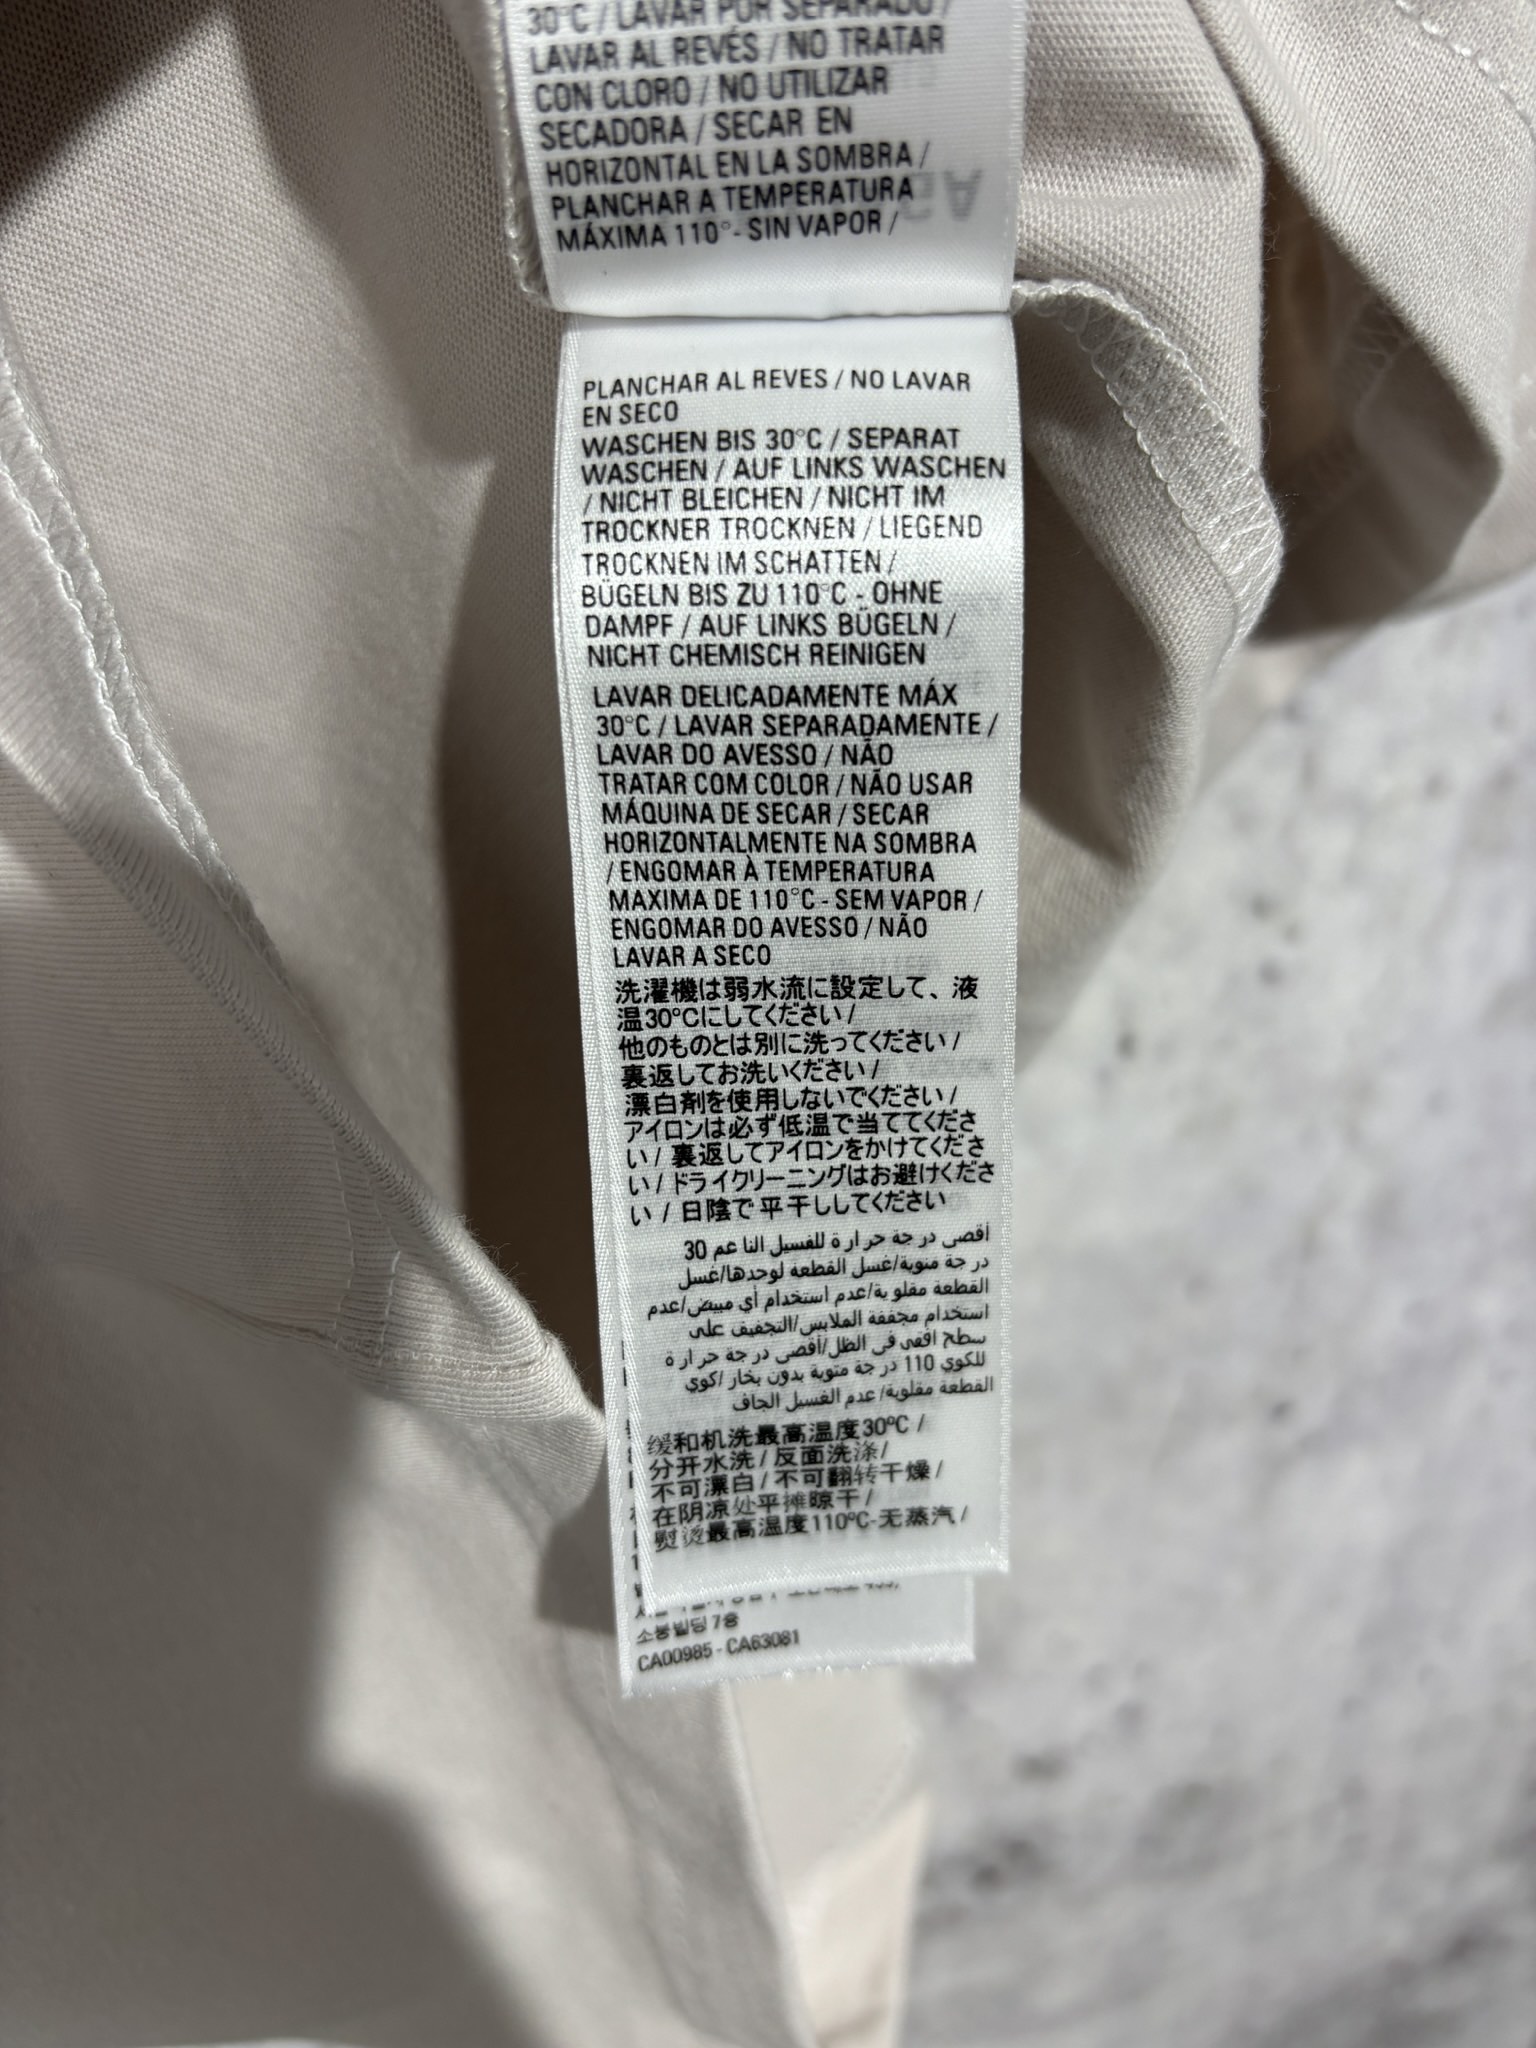 30°C / LAVAR POR SEPARADO /
LAVAR AL REVÉS / NO TRATAR
CON CLORO / NO UTILIZAR
SECADORA / SECAR EN
HORIZONTAL EN LA SOMBRA /
PLANCHAR A TEMPERATURA
MÁXIMA 110°- SIN VAPOR /
PLANCHAR AL REVES / NO LAVAR
EN SECO
WASCHEN BIS 30°C / SEPARAT
WASCHEN / AUF LINKS WASCHEN
/ NICHT BLEICHEN / NICHT IM
TROCKNER TROCKNEN / LIEGEND
TROCKNEN IM SCHATTEN /
BÜGELN BIS ZU 110°C - OHNE
DAMPF / AUF LINKS BÜGELN /
NICHT CHEMISCH REINIGEN
LAVAR DELICADAMENTE MÁX
30°C / LAVAR SEPARADAMENTE /
LAVAR DO AVESSO / NÃO
TRATAR COM COLOR / NÃO USAR
MÁQUINA DE SECAR / SECAR
HORIZONTALMENTE NA SOMBRA
/ ENGOMAR À TEMPERATURA
MAXIMA DE 110°C - SEM VAPOR /
ENGOMAR DO AVESSO / NÃO
LAVAR A SECO
洗濯機は弱水流に設定して、液
温30℃にしてください /
他のものとは別に洗ってください /
裏返してお洗いください /
漂白剤を使用しないでください /
アイロンは必ず低温で当ててくださ
い / 裏返してアイロンをかけてくださ
い / ドライクリーニングはお避けくださ
い / 日陰で平干ししてください
أقصى درجة حرارة للغسيل الناعم 30
درجة منوية/غسل القطعه لوحدها/غسل
القطعة مقلوبة/عدم استخدام أي مبيض/عدم
استخدام مجففة الملابس/التجفيف على
سطح افقى في الظل/أقصى درجة حرارة
للكوي 110 درجة منوية بدون بخار/كوي
القطعة مقلوبة/عدم الغسيل الجاف
缓和机洗最高温度30ºC /
分开水洗 / 反面洗涤/
不可漂白 / 不可翻转干燥 /
在阴凉处平摊晾干 /
熨烫最高温度110ºC-无蒸汽 /
소봉빌딩 7층
CA00985 - CA63081